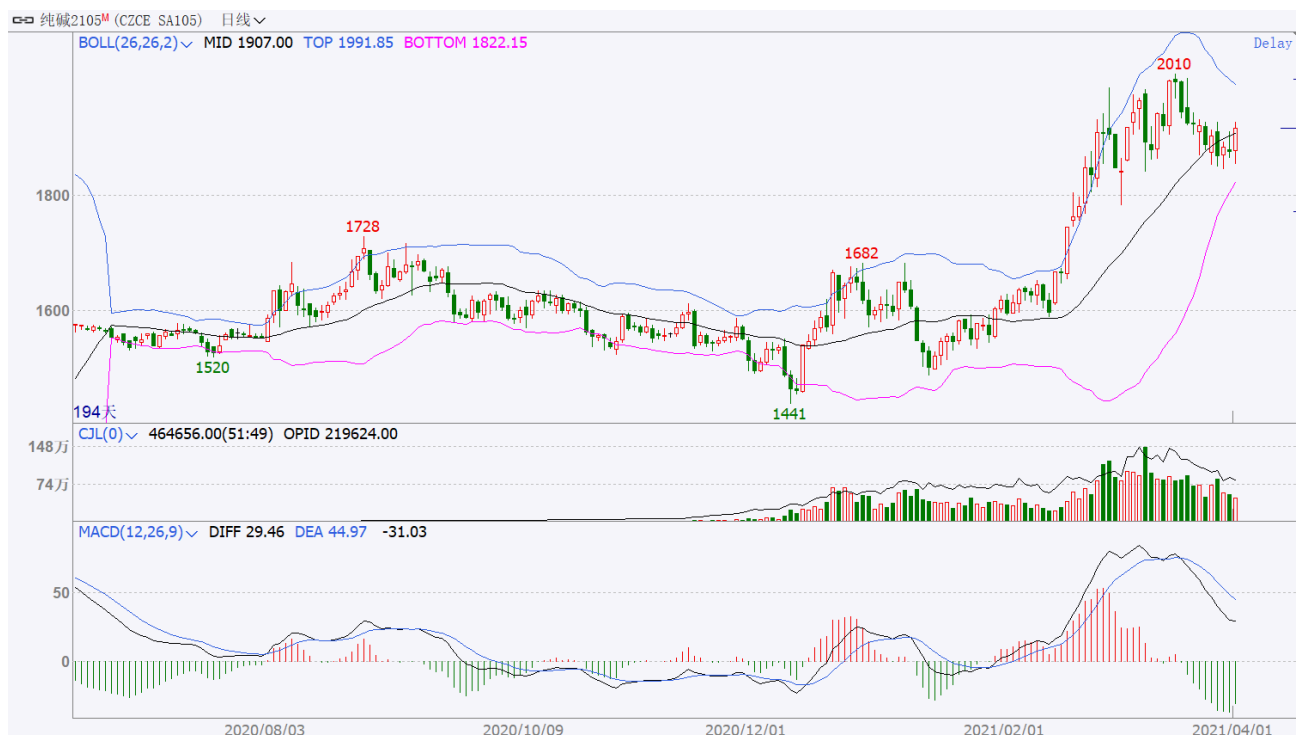 纯碱2105M (CZCE SA105) 日线
BOLL(26,26,2) MID 1907.00 TOP 1991.85 BOTTOM 1822.15 Delay
2010
1800
1728
1682
1600
1520
1441
194天
CJL(0) 464656.00(51:49) OPID 219624.00
148万
74万
MACD(12,26,9) DIFF 29.46 DEA 44.97 -31.03
50
0
2020/08/03 2020/10/09 2020/12/01 2021/02/01 2021/04/01